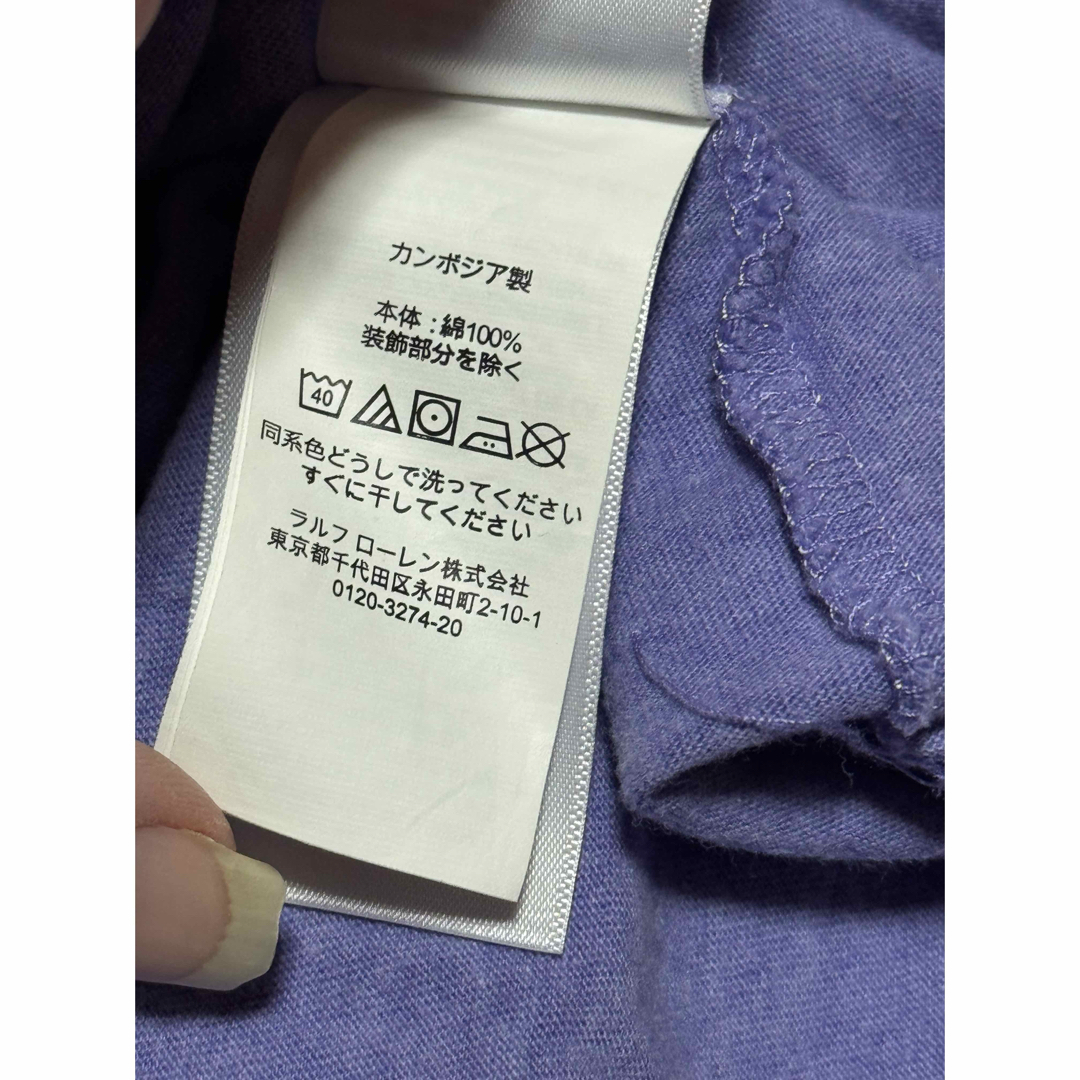 カンボジア製
本体:綿100%
装飾部分を除く
40
同系色どうしで洗ってください
すぐに干してください
ラルフ ローレン株式会社
東京都千代田区永田町2-10-1
0120-3274-20